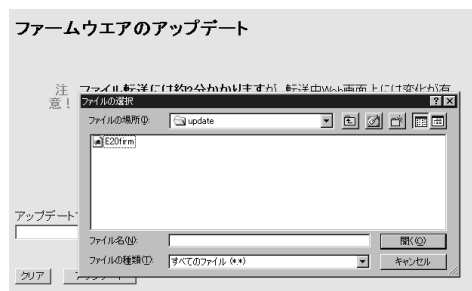 ファームウエアのアップデート
注 ファイル転送には約2分かかりますが、転送中Web画面上には変化が有
意！
ファイルの選択
ファイルの場所(I):
update
E20firm
アップデート
ファイル名(N):
開く(O)
ファイルの種類(T):
すべてのファイル (*.*)
キャンセル
クリア